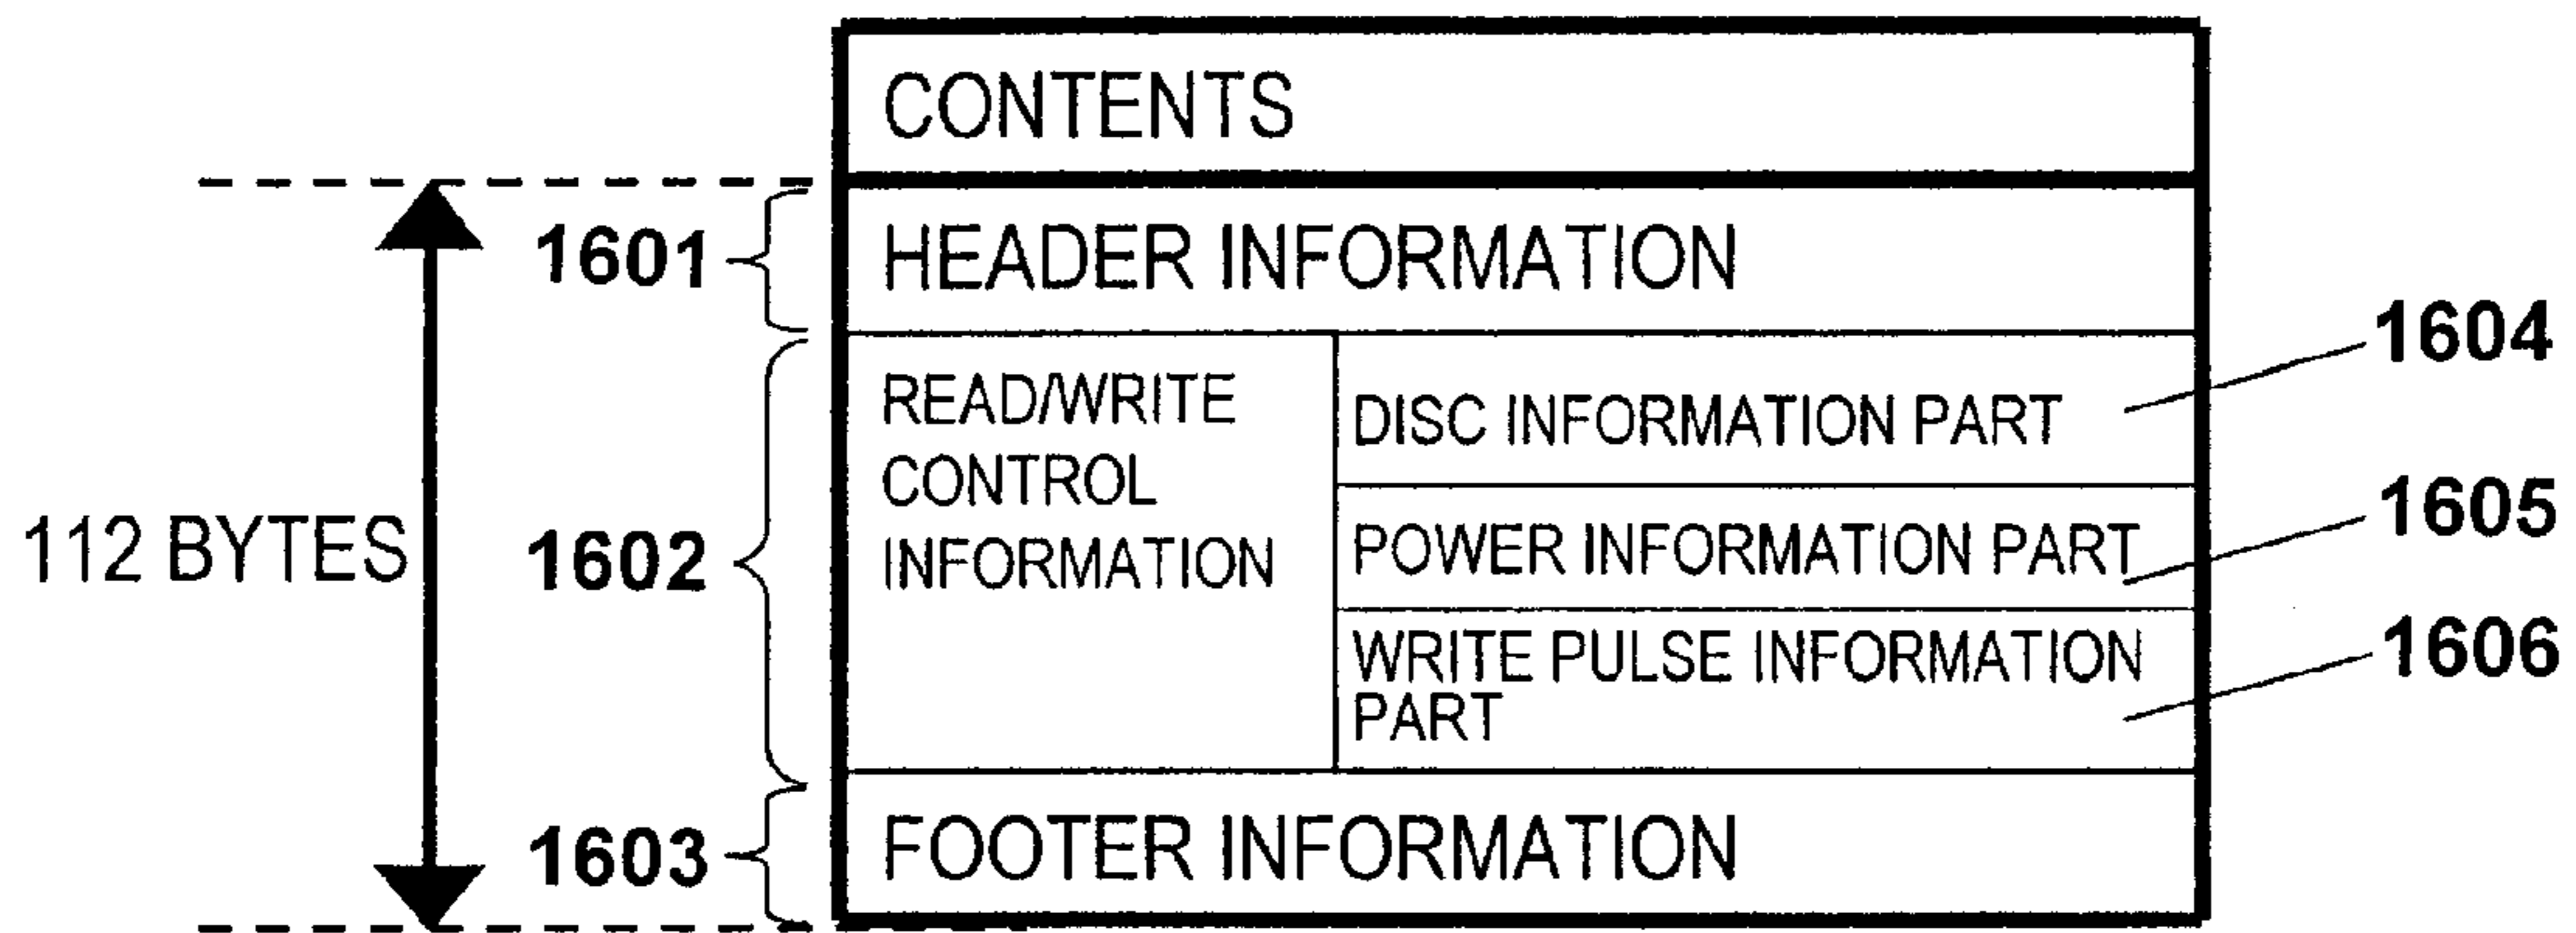 CONTENTS
1601
HEADER INFORMATION
112 BYTES
1602
READ/WRITE
CONTROL
INFORMATION
DISC INFORMATION PART
1604
POWER INFORMATION PART
1605
WRITE PULSE INFORMATION
PART
1606
1603
FOOTER INFORMATION